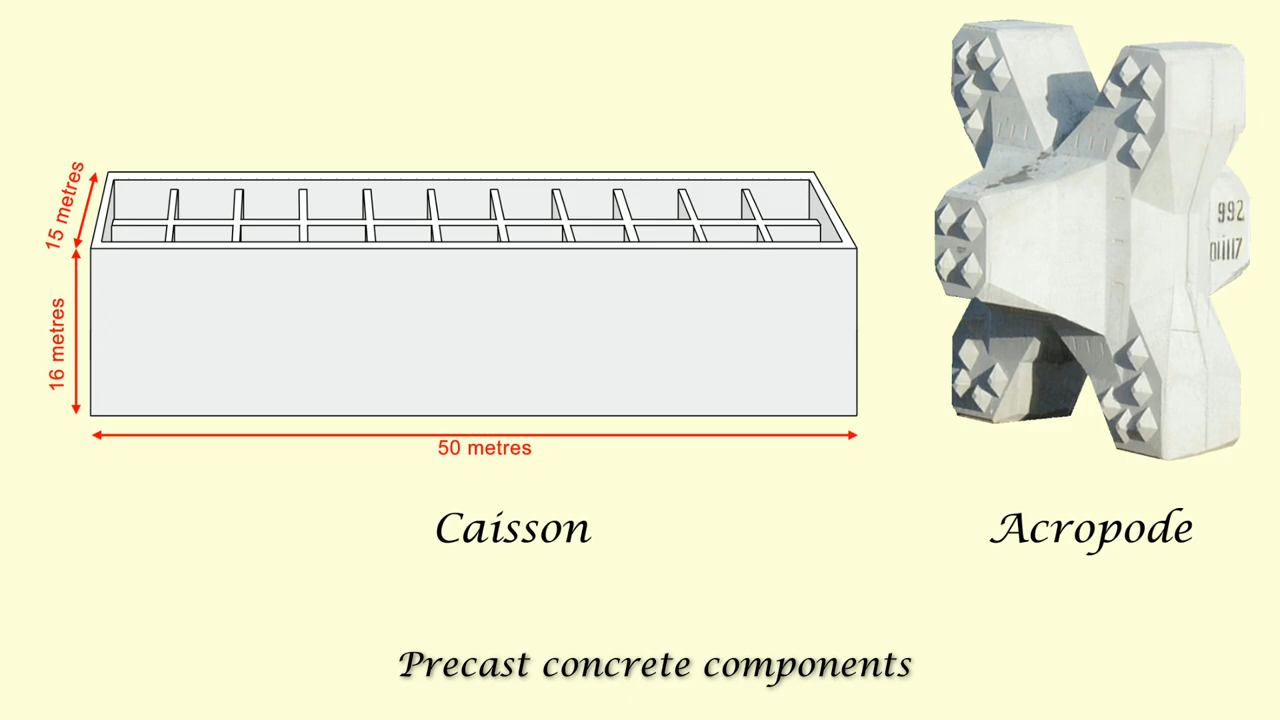 15 metres
16 metres
50 metres
992
Caisson
Acropode
Precast concrete components